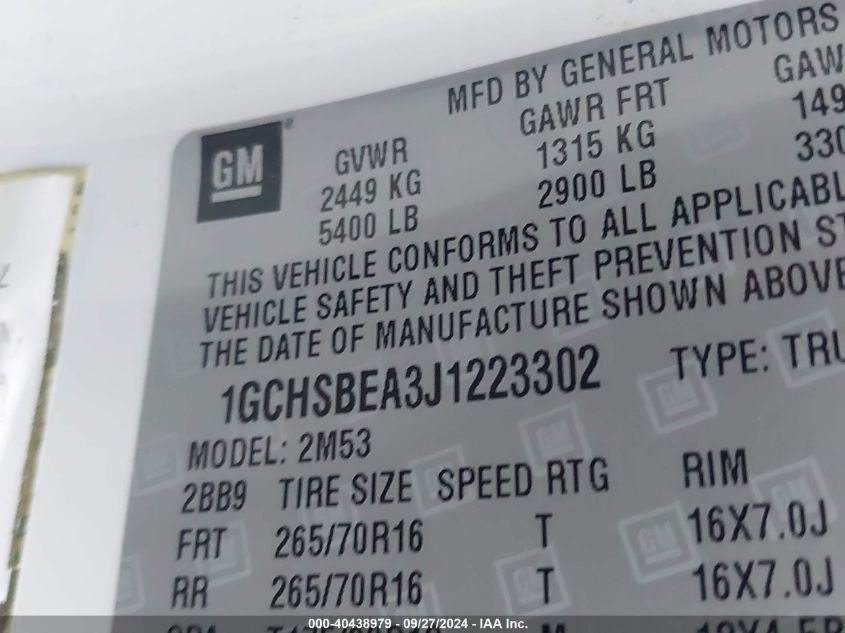 MFD BY GENERAL MOTORS
GM
GVWR GAWR FRT
2449 KG 1315 KG
5400 LB 2900 LB
THIS VEHICLE CONFORMS TO ALL
VEHICLE SAFETY AND THEFT PREVENTION
THE DATE OF MANUFACTURE SHOWN ABOVE
1GCHSBEA3J1223302 TYPE:
MODEL: 2M53
2BB9 TIRE SIZE SPEED RTG RIM
FRT 265/70R16 T 16X7.0J
RR 265/70R16 T 16X7.0J
000-40438979 - 09/27/2024 - IAA Inc.